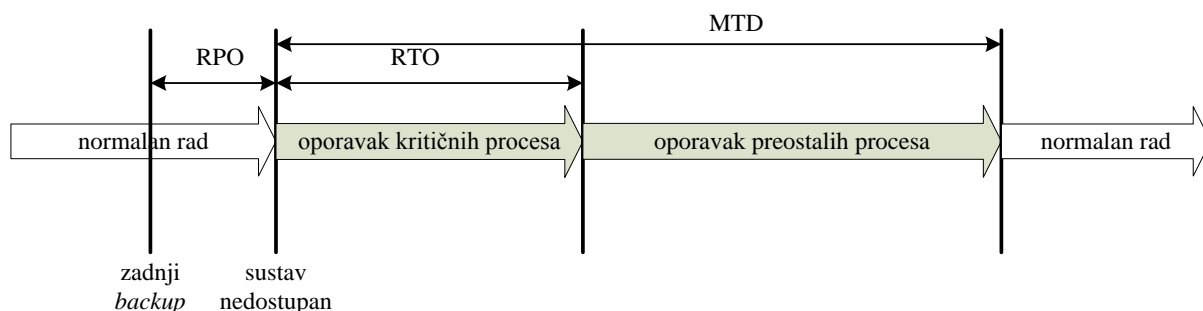 MTD
RPO
RTO
normalan rad
oporavak kritičnih procesa
oporavak preostalih procesa
normalan rad
zadnji
backup
sustav
nedostupan